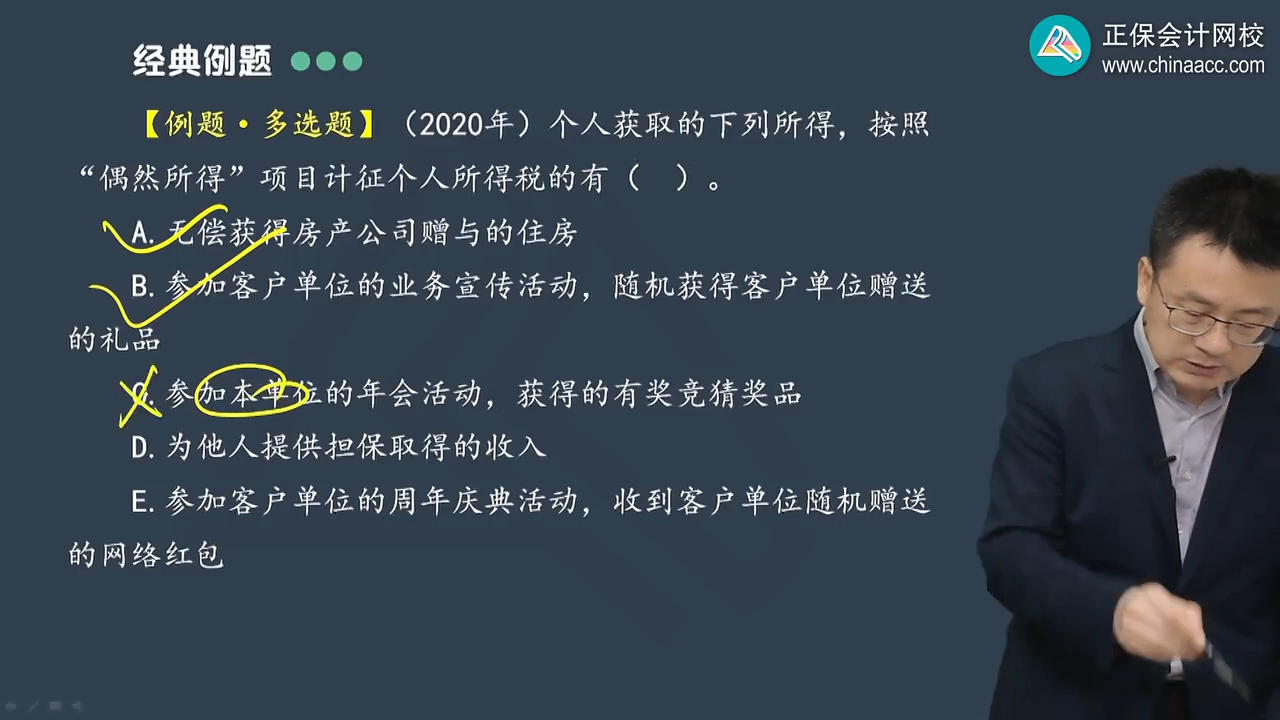 正保会计网校
www.chinaacc.com
经典例题
【例题·多选题】（2020年）个人获取的下列所得，按照
“偶然所得”项目计征个人所得税的有（ ）。
A. 无偿获得房产公司赠与的住房
B. 参加客户单位的业务宣传活动，随机获得客户单位赠送
的礼品
C. 参加本单位的年会活动，获得的有奖竞猜奖品
D. 为他人提供担保取得的收入
E. 参加客户单位的周年庆典活动，收到客户单位随机赠送
的网络红包